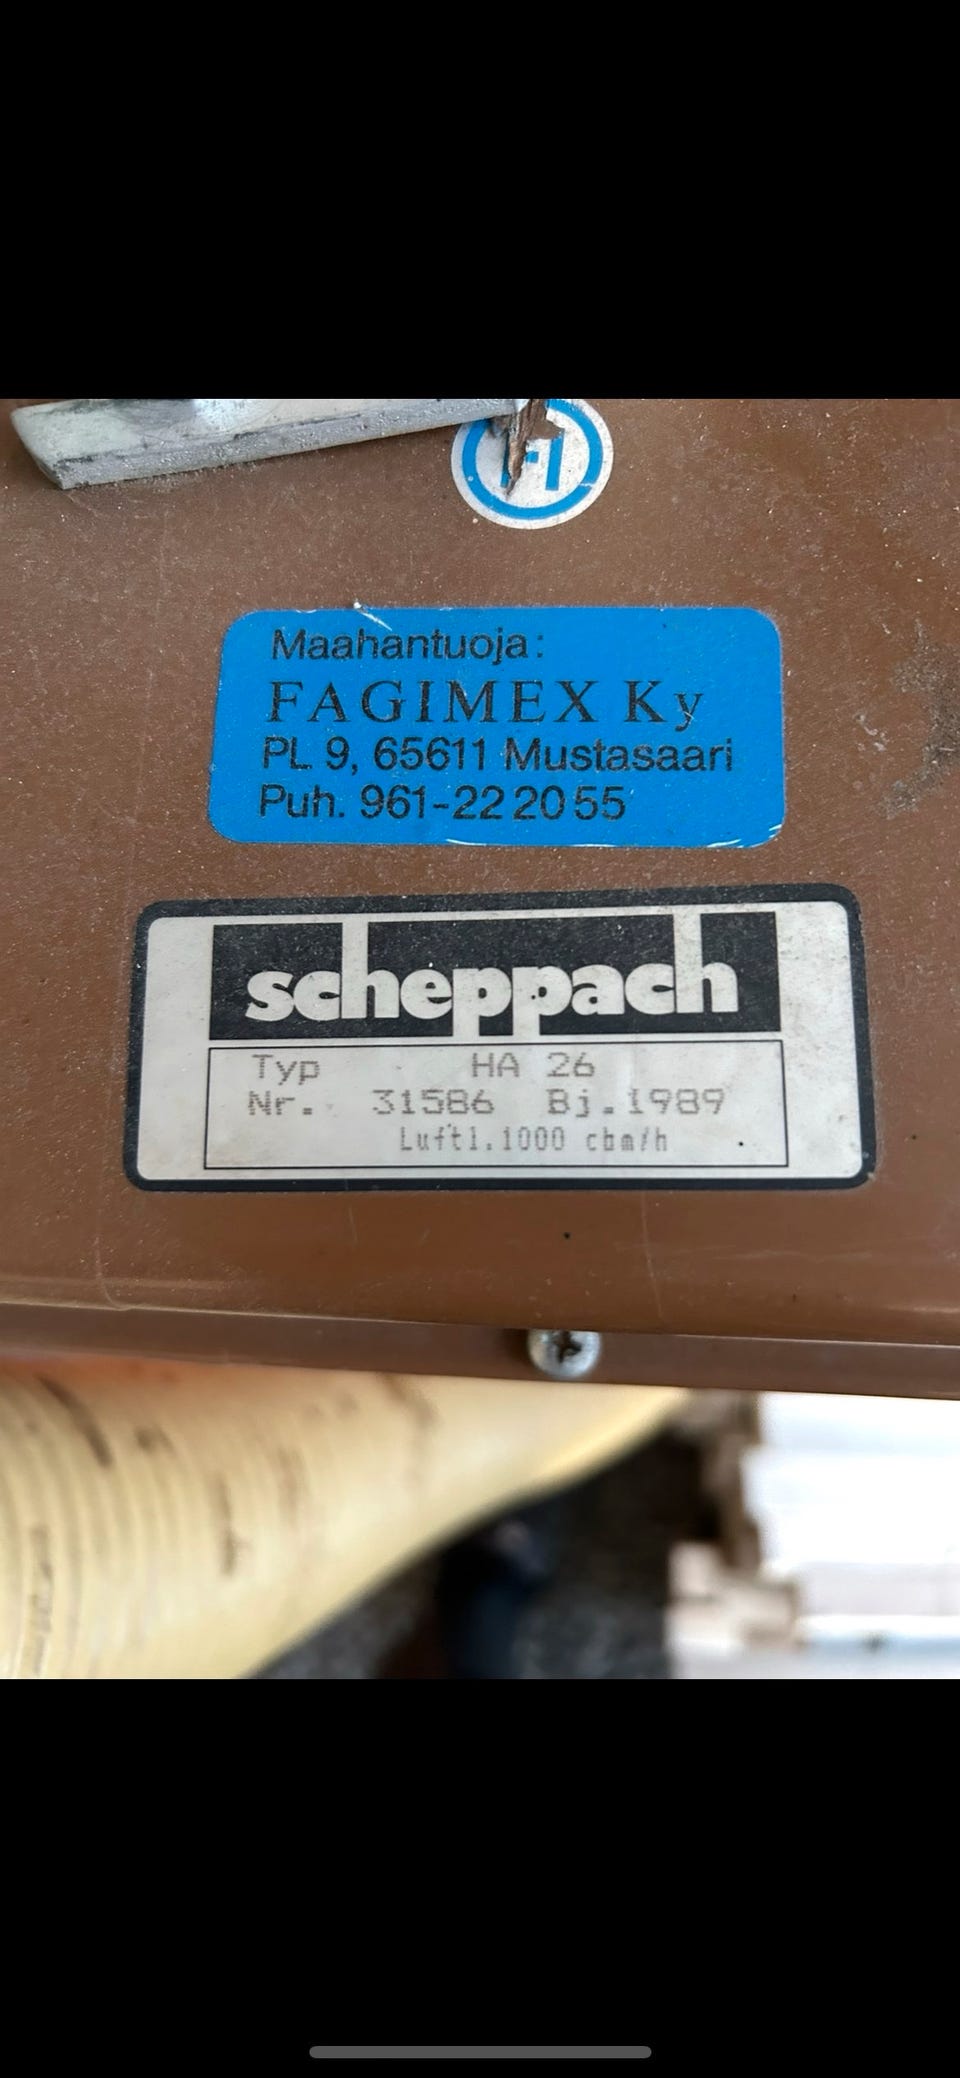 Maahantuoja:
FAGIMEX Ky
PL 9, 65611 Mustasaari
Puh. 961-22 20 55
scheppach
Typ HA 26
Nr. 31586 Bj.1989
Luftl.1000 cbm/h